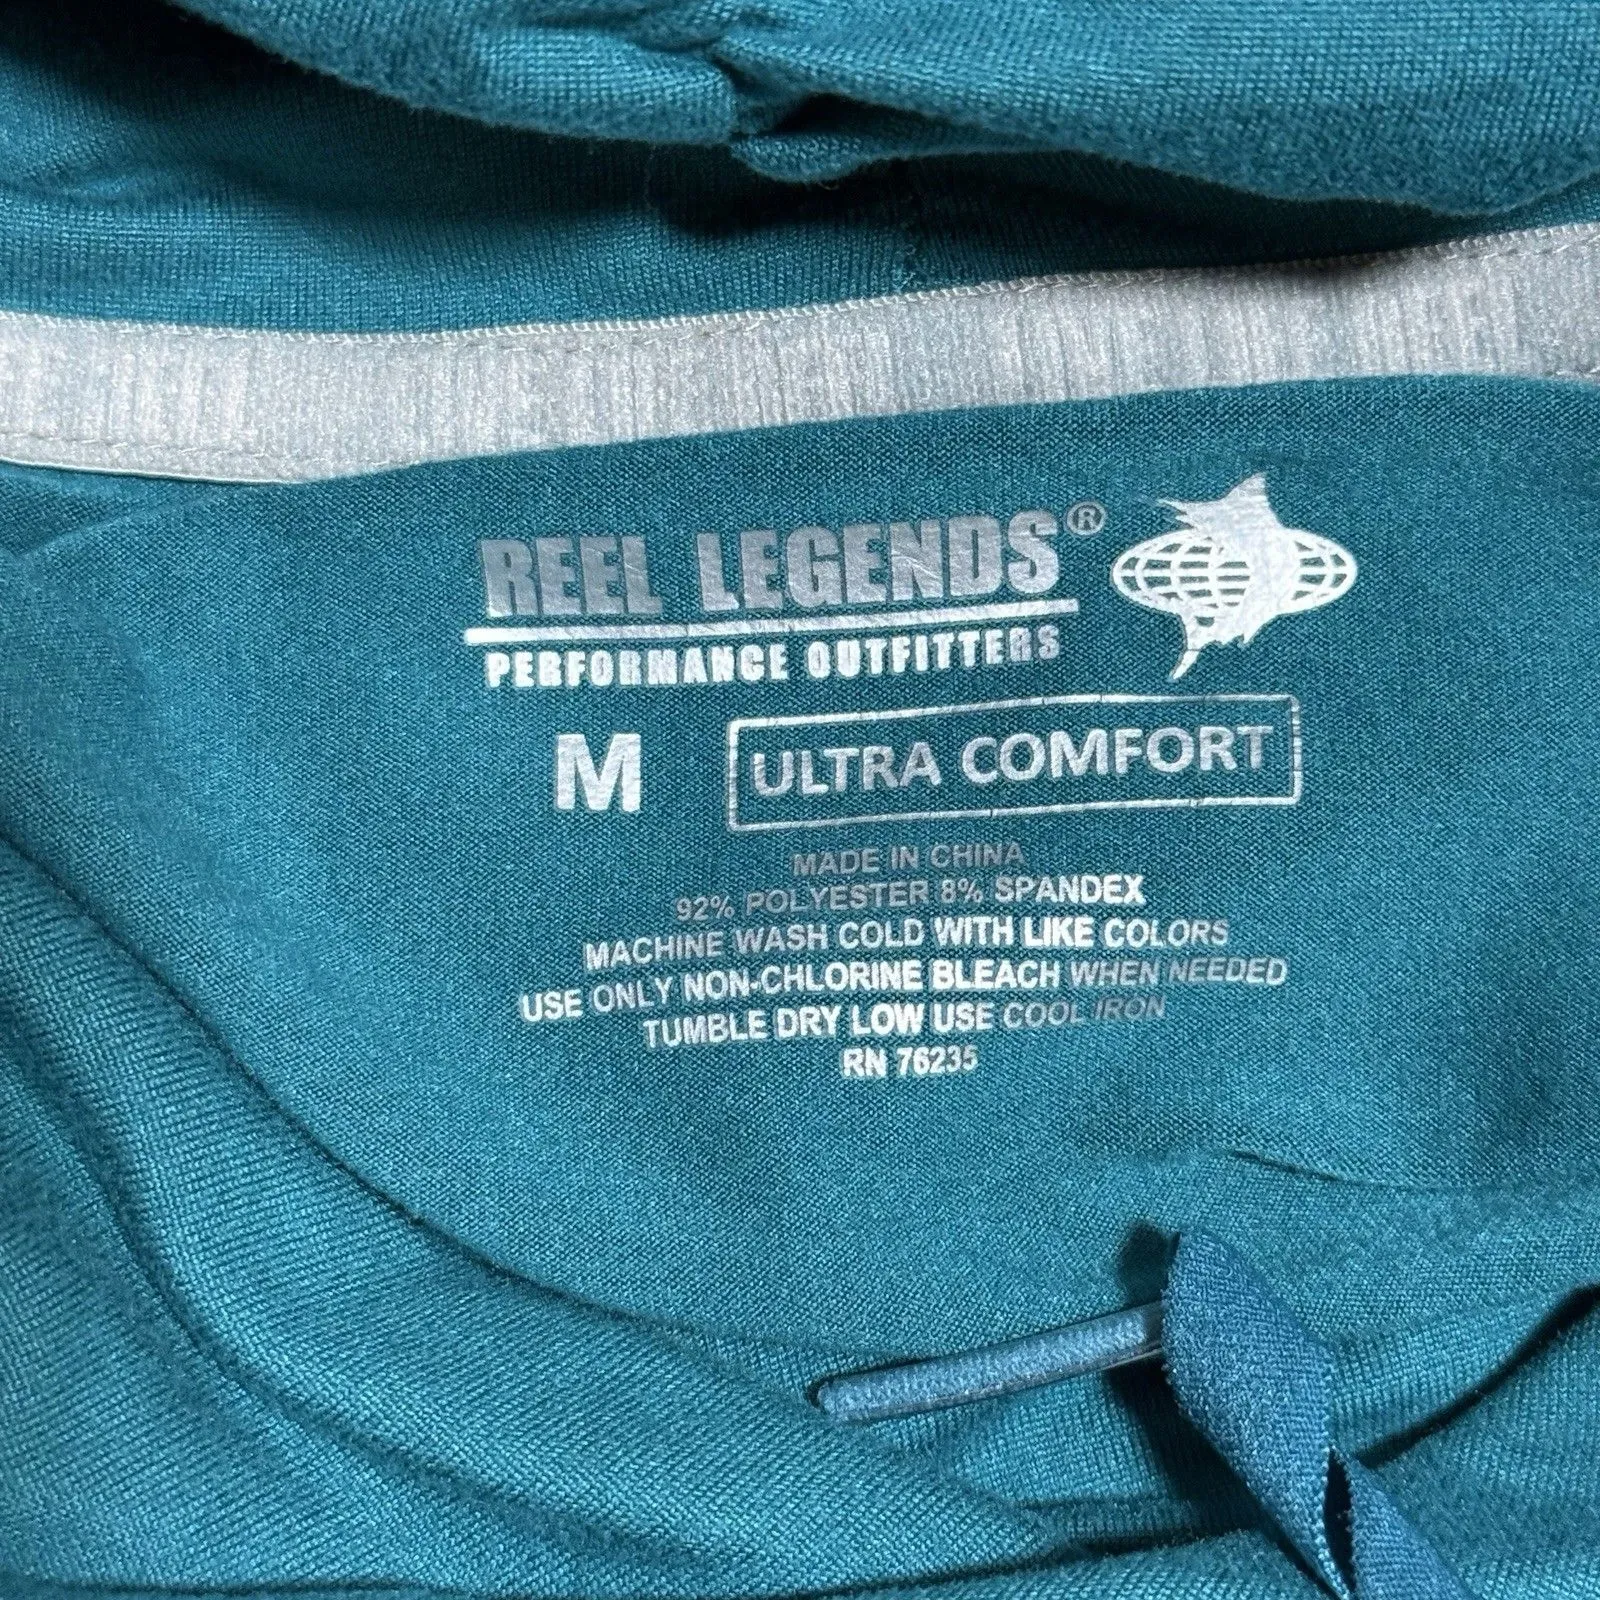 REEL LEGENDS®
PERFORMANCE OUTFITTERS
M ULTRA COMFORT
MADE IN CHINA
92% POLYESTER 8% SPANDEX
MACHINE WASH COLD WITH LIKE COLORS
USE ONLY NON-CHLORINE BLEACH WHEN NEEDED
TUMBLE DRY LOW USE COOL IRON
RN 76235